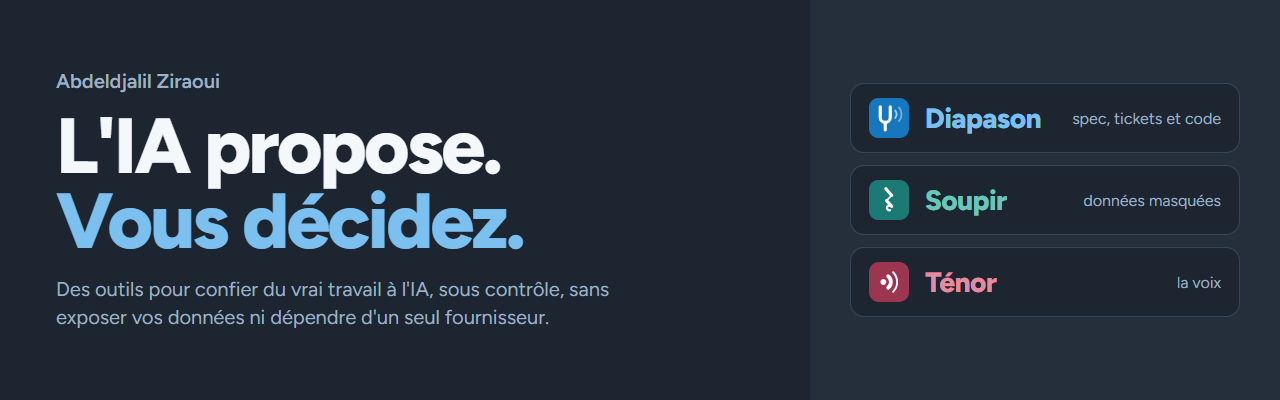 Abdeldjalil Ziraoui
L'IA propose.
Vous décidez.
Des outils pour confier du vrai travail à l'IA, sous contrôle, sans
exposer vos données ni dépendre d'un seul fournisseur.
Diapason spec, tickets et code
Soupir données masquées
Ténor la voix